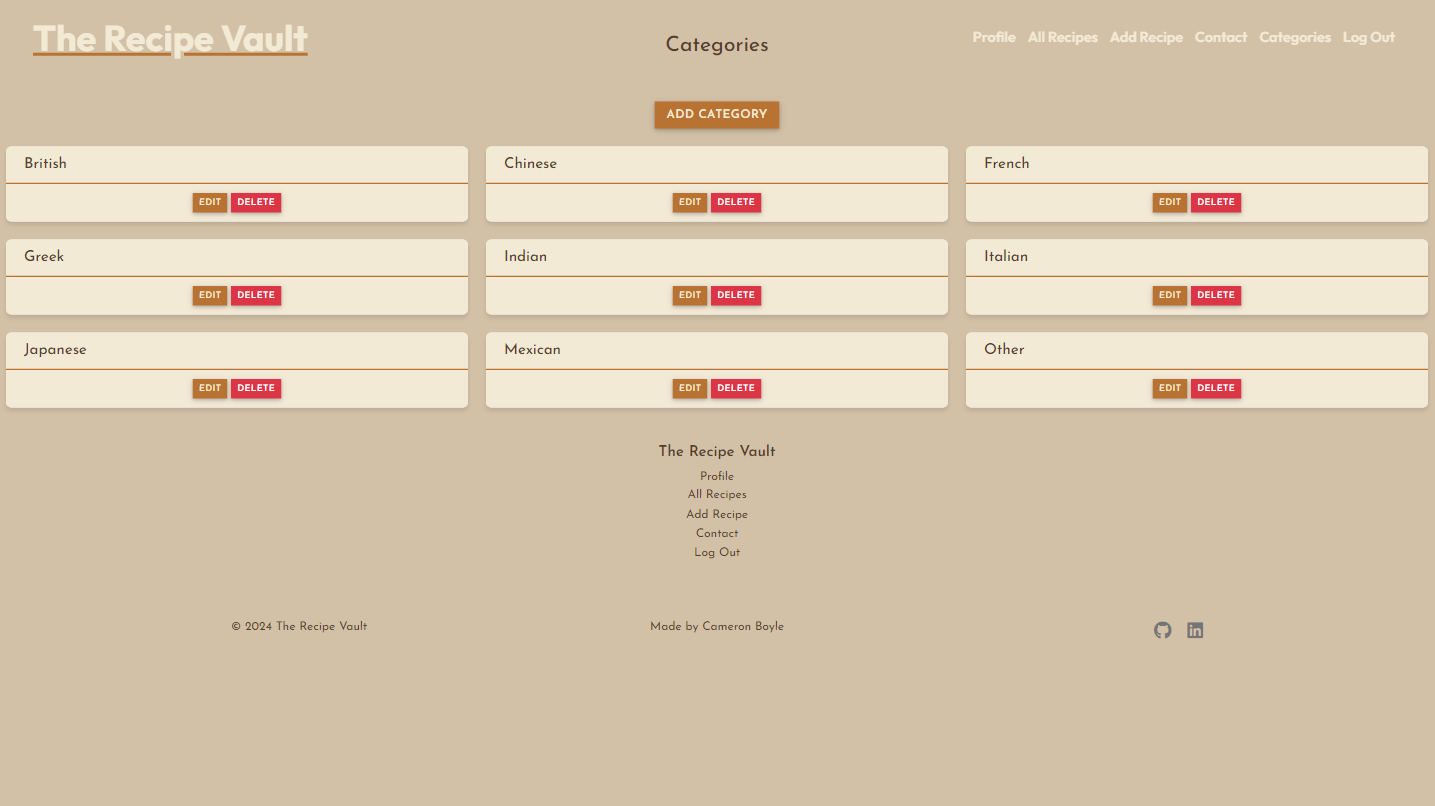 The Recipe Vault
Categories
Profile All Recipes Add Recipe Contact Categories Log Out
ADD CATEGORY
British
EDIT DELETE
Chinese
EDIT DELETE
French
EDIT DELETE
Greek
EDIT DELETE
Indian
EDIT DELETE
Italian
EDIT DELETE
Japanese
EDIT DELETE
Mexican
EDIT DELETE
Other
EDIT DELETE
The Recipe Vault
Profile
All Recipes
Add Recipe
Contact
Log Out
© 2024 The Recipe Vault
Made by Cameron Boyle
in